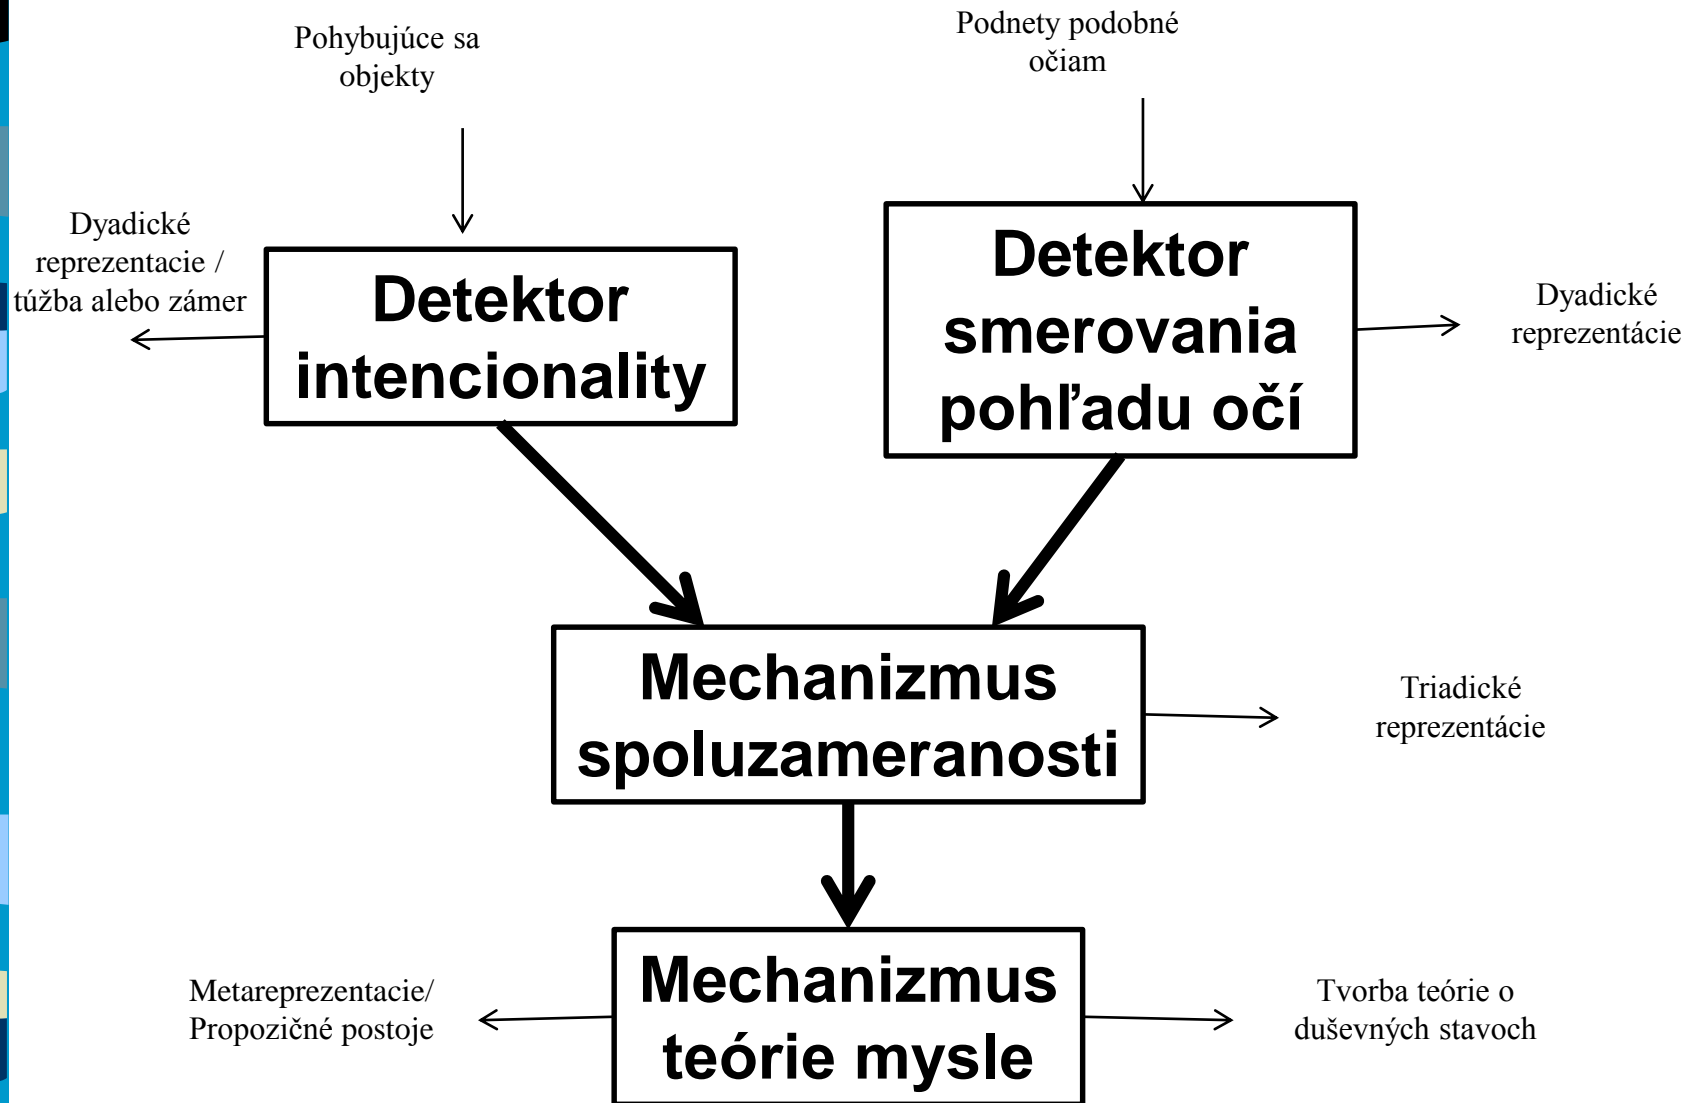 Pohybujúce sa
objekty
Podnety podobné
očiam
Dyadické
reprezentacie /
túžba alebo zámer
Detektor
intencionality
Detektor
smerovania
pohľadu očí
Dyadické
reprezentácie
Mechanizmus
spoluzameranosti
Triadické
reprezentácie
Metareprezentacie/
Propozičné postoje
Mechanizmus
teórie mysle
Tvorba teórie o
duševných stavoch